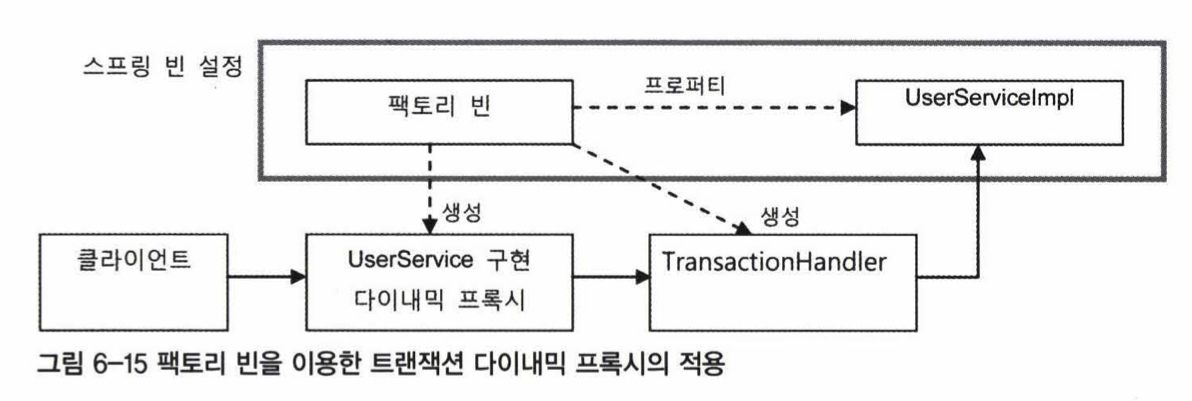 스프링 빈 설정
팩토리 빈
프로퍼티
UserServiceImpl
생성
생성
클라이언트
UserService 구현
다이내믹 프록시
TransactionHandler
그림 6-15 팩토리 빈을 이용한 트랜잭션 다이내믹 프록시의 적용